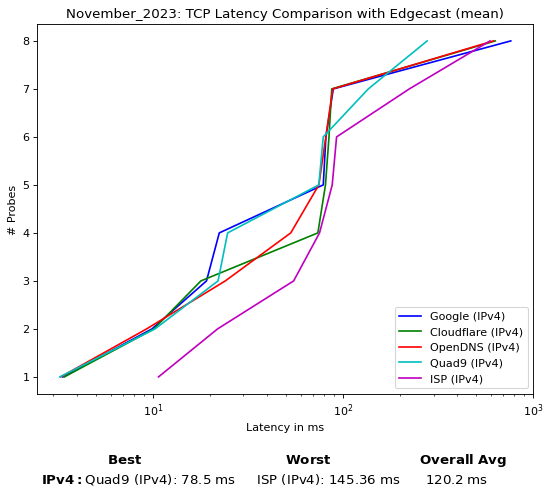 November_2023: TCP Latency Comparison with Edgecast (mean)
8
7
6
5
4
3
2
1
# Probes
Google (IPv4)
Cloudflare (IPv4)
OpenDNS (IPv4)
Quad9 (IPv4)
ISP (IPv4)
10¹ 10² 10³
Latency in ms
Best Worst Overall Avg
IPv4: Quad9 (IPv4): 78.5 ms ISP (IPv4): 145.36 ms 120.2 ms